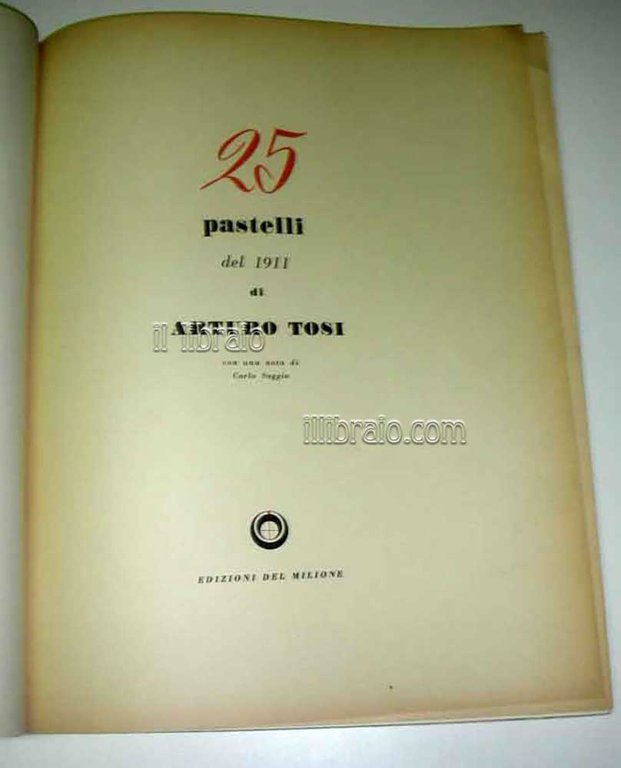 25
pastelli
del 1911
di
ARTURO TOSI
il libraio
con una nota di
Carlo Saggio
illibraio.com
EDIZIONI DEL MILIONE